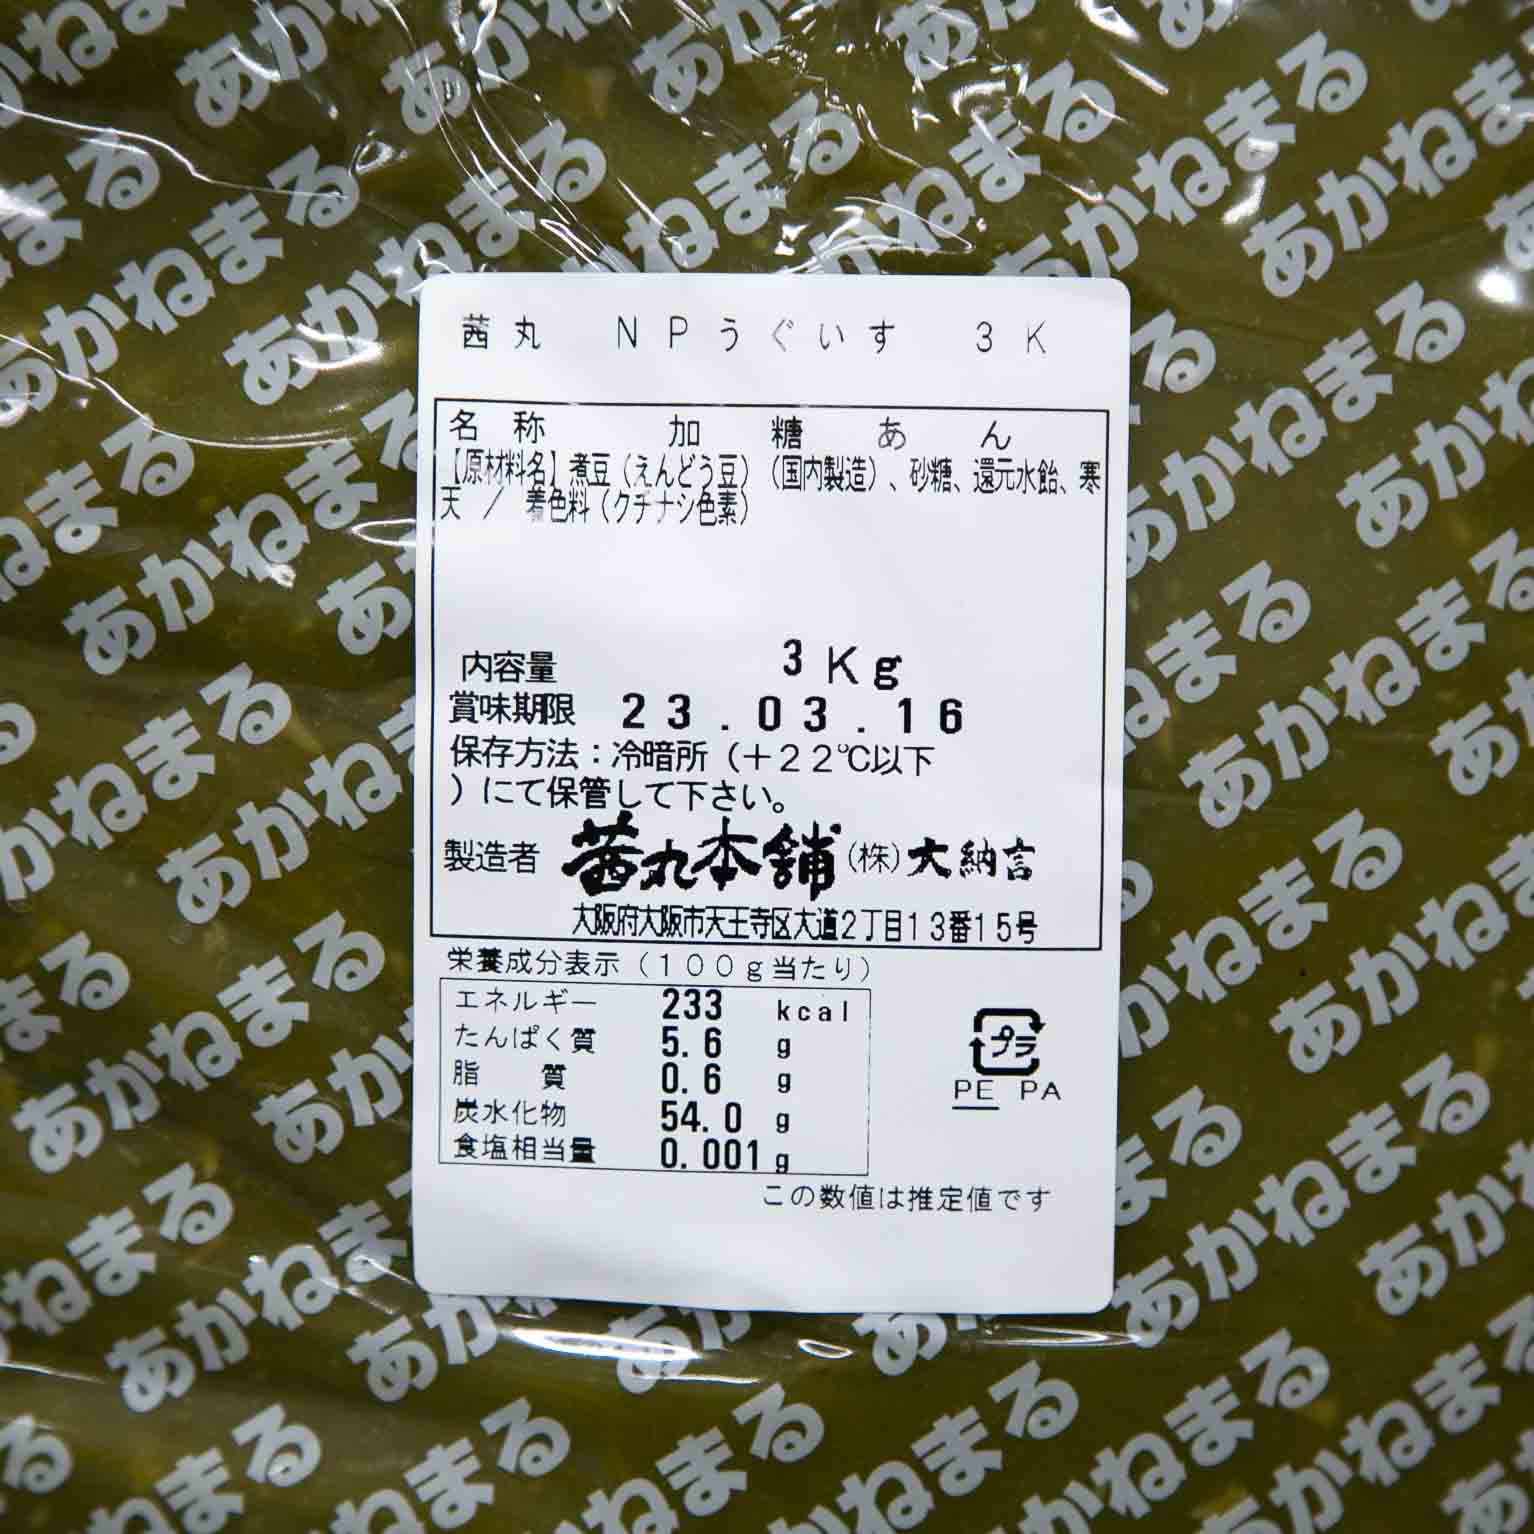 あかねまる
茜丸 NPうぐいす 3K
名称 加糖あん
【原材料名】煮豆（えんどう豆）（国内製造）、砂糖、還元水飴、寒
天 ／ 着色料（クチナシ色素）
内容量 3Kg
賞味期限 23.03.16
保存方法：冷暗所（＋22℃以下
）にて保管して下さい。
製造者 茜丸本舗（株）大納言
大阪府大阪市天王寺区大道2丁目13番15号
栄養成分表示（100g当たり）
エネルギー 233 kcal
たんぱく質 5.6 g
脂質 0.6 g
炭水化物 54.0 g
食塩相当量 0.001 g
プラ
PE PA
この数値は推定値です